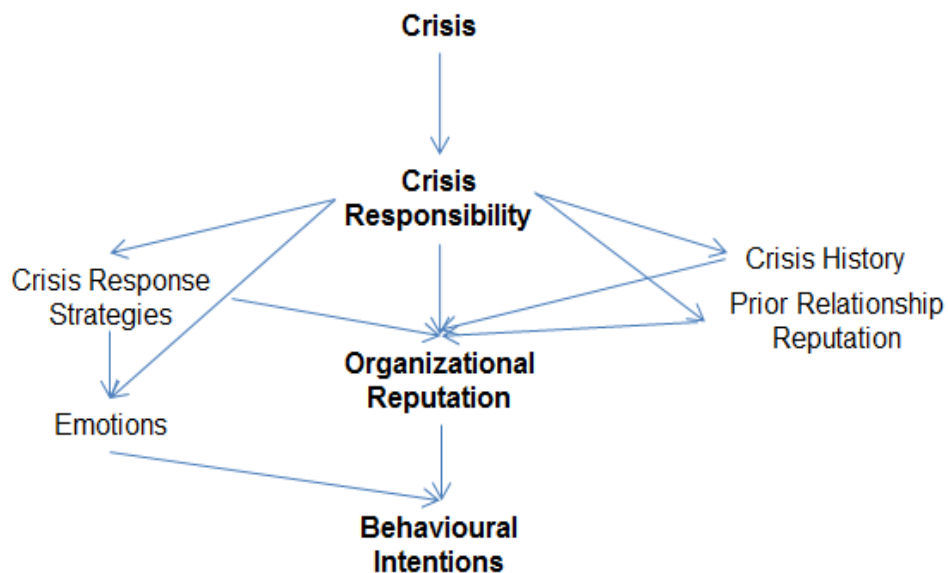 Crisis
Crisis
Responsibility
Crisis Response
Strategies
Crisis History
Prior Relationship
Reputation
Organizational
Reputation
Emotions
Behavioural
Intentions